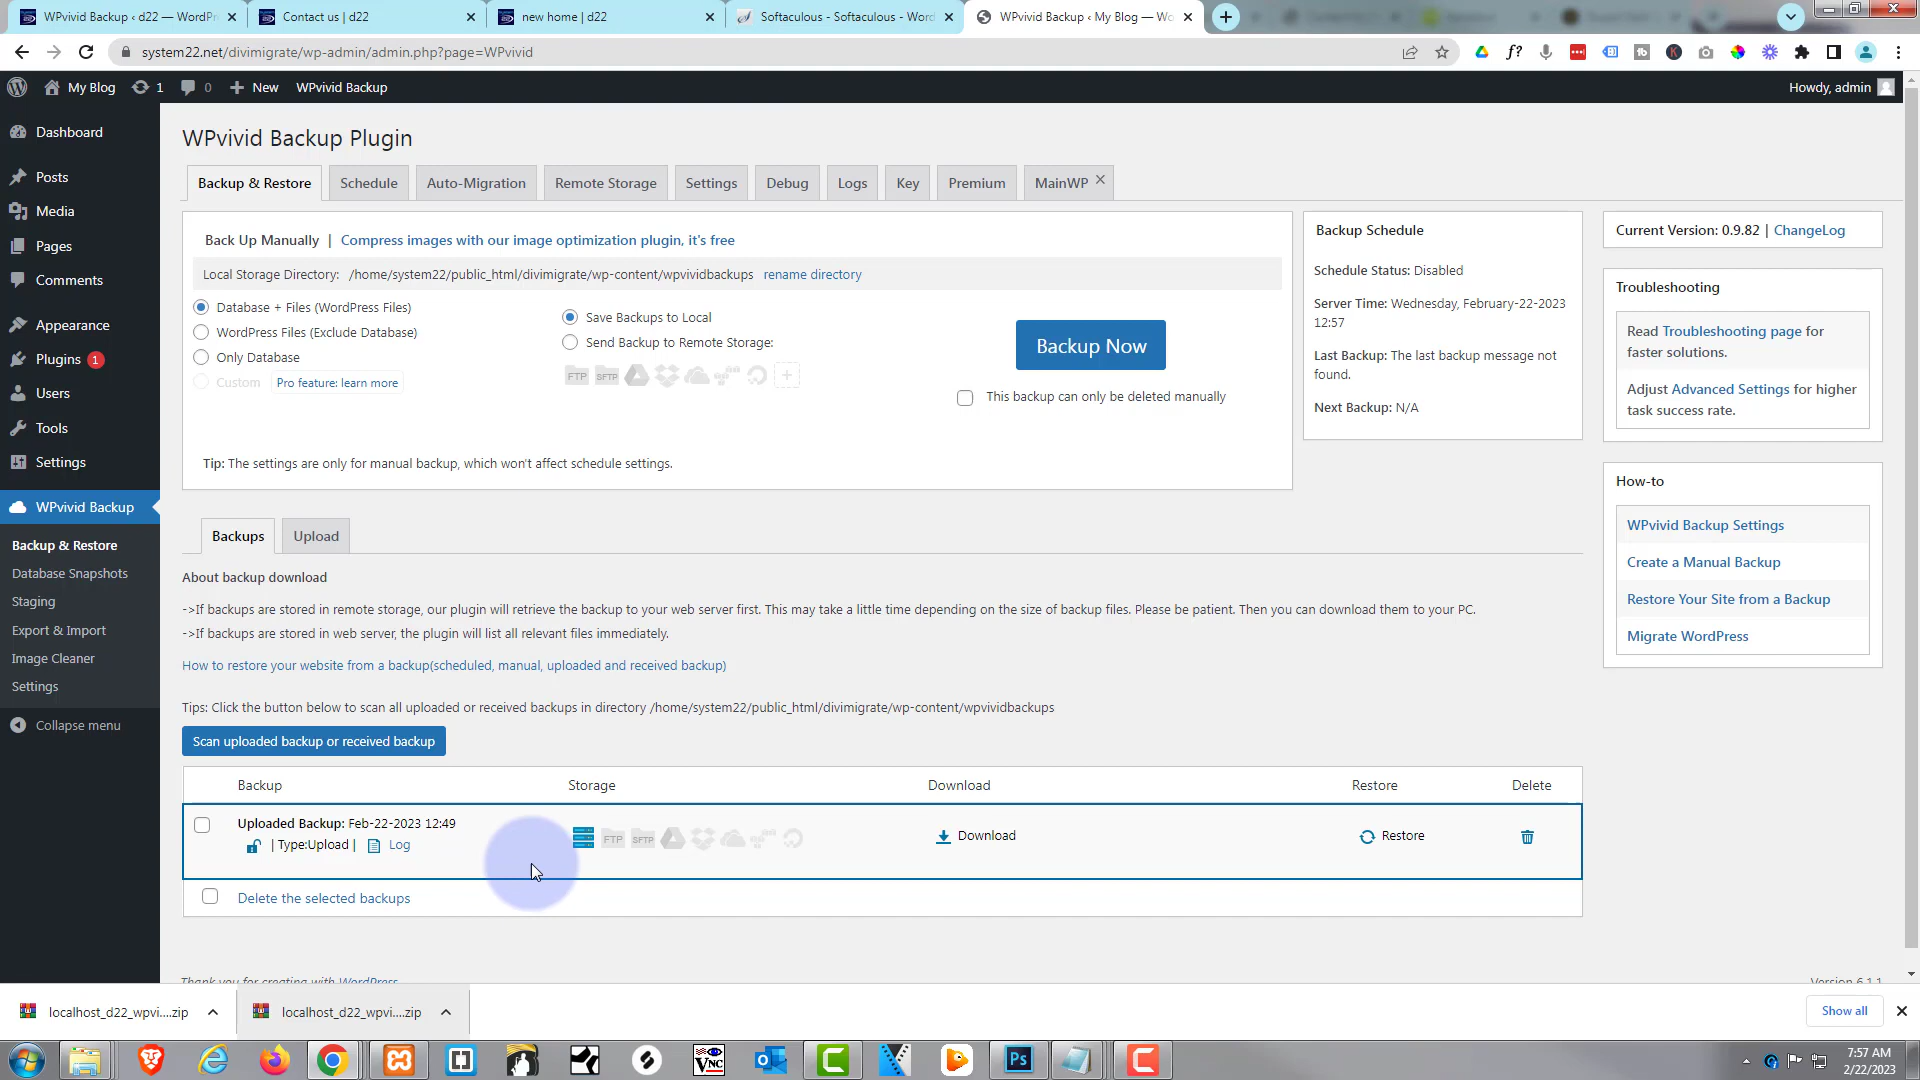 WPvivid Backup ‹ d22 — WordPr
Contact us | d22
new home | d22
Softaculous - Softaculous - Word
WPvivid Backup ‹ My Blog — Wo
system22.net/divimigrate/wp-admin/admin.php?page=WPvivid
My Blog
1
0
New
WPvivid Backup
Howdy, admin
Dashboard
Posts
Media
Pages
Comments
Appearance
Plugins 1
Users
Tools
Settings
WPvivid Backup
Backup & Restore
Database Snapshots
Staging
Export & Import
Image Cleaner
Settings
Collapse menu
WPvivid Backup Plugin
Backup & Restore
Schedule
Auto-Migration
Remote Storage
Settings
Debug
Logs
Key
Premium
MainWP
Back Up Manually | Compress images with our image optimization plugin, it's free
Local Storage Directory: /home/system22/public_html/divimigrate/wp-content/wpvividbackups rename directory
Database + Files (WordPress Files)
WordPress Files (Exclude Database)
Only Database
Custom Pro feature: learn more
Save Backups to Local
Send Backup to Remote Storage:
FTP SFTP
Backup Now
This backup can only be deleted manually
Tip: The settings are only for manual backup, which won't affect schedule settings.
Backup Schedule
Schedule Status: Disabled
Server Time: Wednesday, February-22-2023
12:57
Last Backup: The last backup message not
found.
Next Backup: N/A
Current Version: 0.9.82 | ChangeLog
Troubleshooting
Read Troubleshooting page for
faster solutions.
Adjust Advanced Settings for higher
task success rate.
How-to
WPvivid Backup Settings
Create a Manual Backup
Restore Your Site from a Backup
Migrate WordPress
Backups
Upload
About backup download
->If backups are stored in remote storage, our plugin will retrieve the backup to your web server first. This may take a little time depending on the size of backup files. Please be patient. Then you can download them to your PC.
->If backups are stored in web server, the plugin will list all relevant files immediately.
How to restore your website from a backup(scheduled, manual, uploaded and received backup)
Tips: Click the button below to scan all uploaded or received backups in directory /home/system22/public_html/divimigrate/wp-content/wpvividbackups
Scan uploaded backup or received backup
Backup
Storage
Download
Restore
Delete
Uploaded Backup: Feb-22-2023 12:49
| Type:Upload | Log
FTP SFTP
Download
Restore
Delete the selected backups
Thank you for creating with WordPress
Version 6.1.1
localhost_d22_wpvi....zip
localhost_d22_wpvi....zip
Show all
VNC
Ps
7:57 AM
2/22/2023